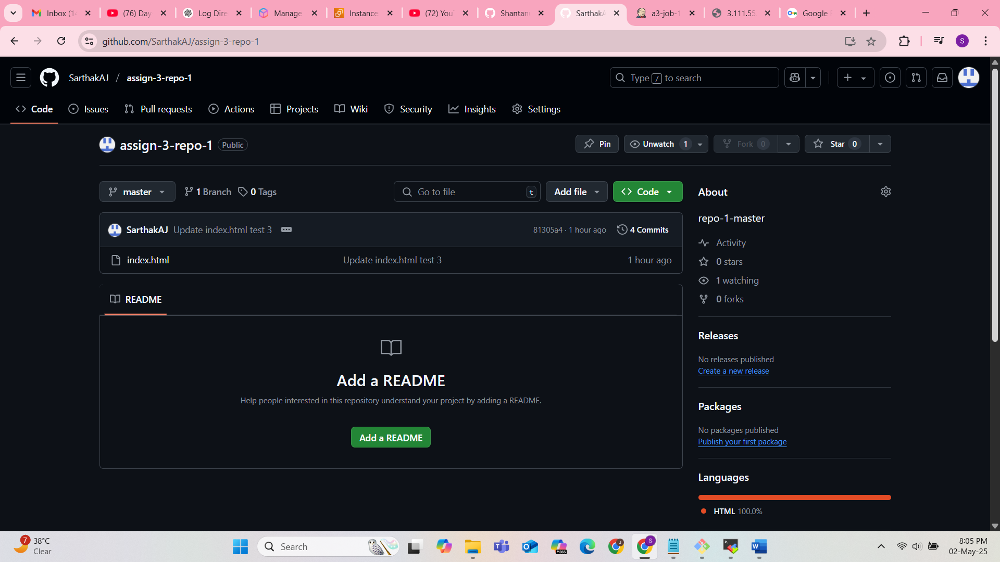 Inbox (14
(76) Day
Log Dire
Manage
Instance
(72) You
Shantan
SarthakA
a3-job-1
3.111.55
Google
github.com/SarthakAJ/assign-3-repo-1
S
SarthakAJ / assign-3-repo-1
Type / to search
Code
Issues
Pull requests
Actions
Projects
Wiki
Security
Insights
Settings
assign-3-repo-1 Public
Pin
Unwatch 1
Fork 0
Star 0
master
1 Branch
0 Tags
Go to file
t
Add file
Code
About
SarthakAJ Update index.html test 3
81305a4 · 1 hour ago
4 Commits
repo-1-master
index.html
Update index.html test 3
1 hour ago
Activity
0 stars
1 watching
0 forks
README
Add a README
Help people interested in this repository understand your project by adding a README.
Add a README
Releases
No releases published
Create a new release
Packages
No packages published
Publish your first package
Languages
HTML 100.0%
7
38°C
Clear
Search
M365
J
S
8:05 PM
02-May-25